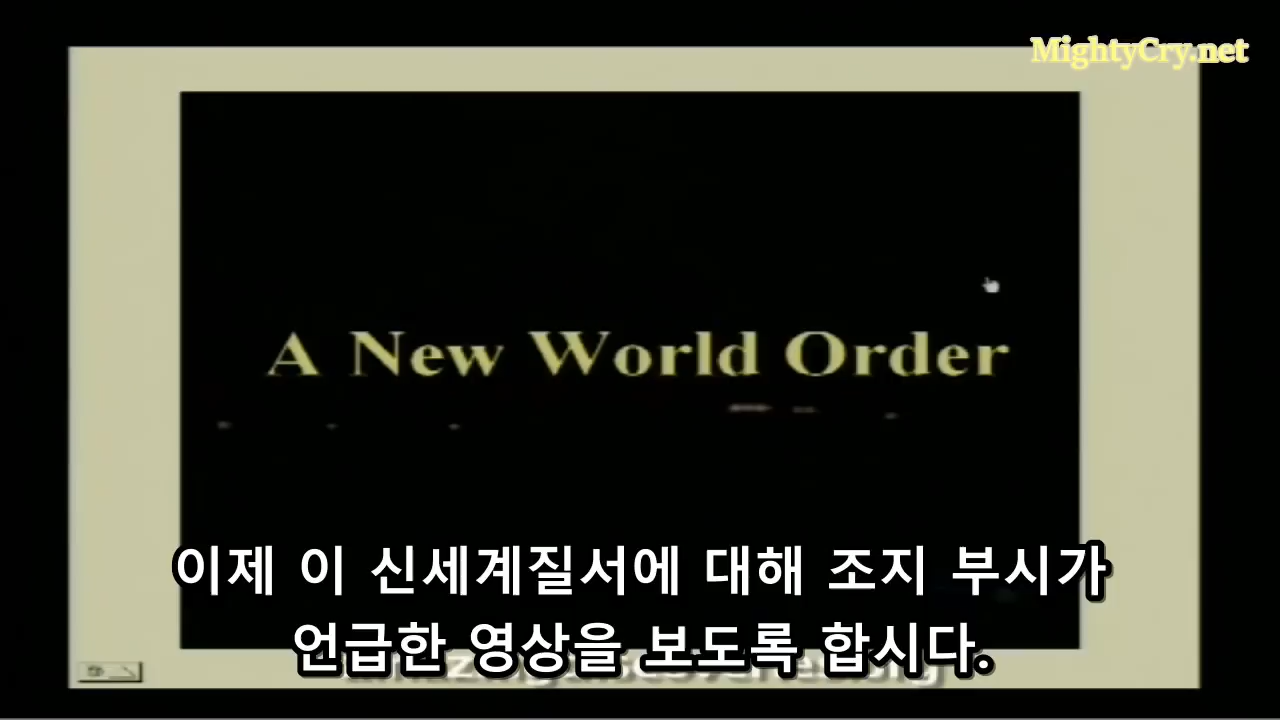 MightyCry.net
A New World Order
이제 이 신세계질서에 대해 조지 부시가
언급한 영상을 보도록 합시다.